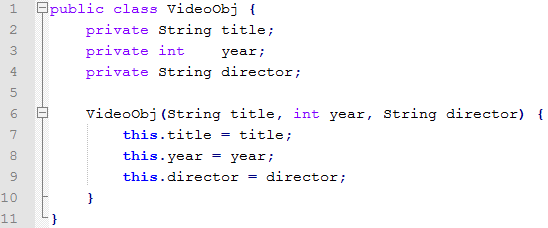 1 public class VideoObj {
2     private String title;
3     private int    year;
4     private String director;
5
6     VideoObj(String title, int year, String director) {
7         this.title = title;
8         this.year = year;
9         this.director = director;
10     }
11 }